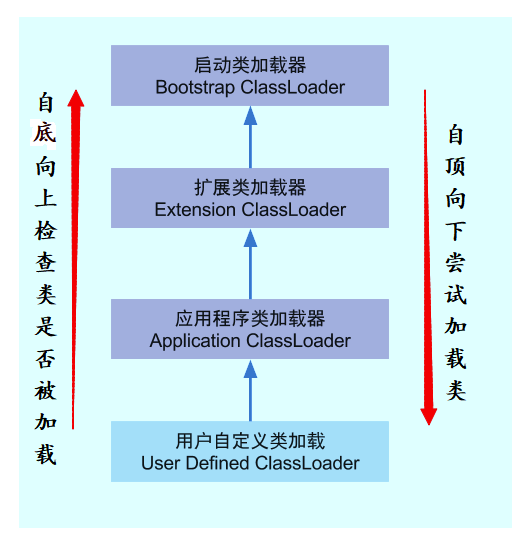 启动类加载器
Bootstrap ClassLoader
扩展类加载器
Extension ClassLoader
应用程序类加载器
Application ClassLoader
用户自定义类加载
User Defined ClassLoader
自底向上检查类是否被加载
自顶向下尝试加载类